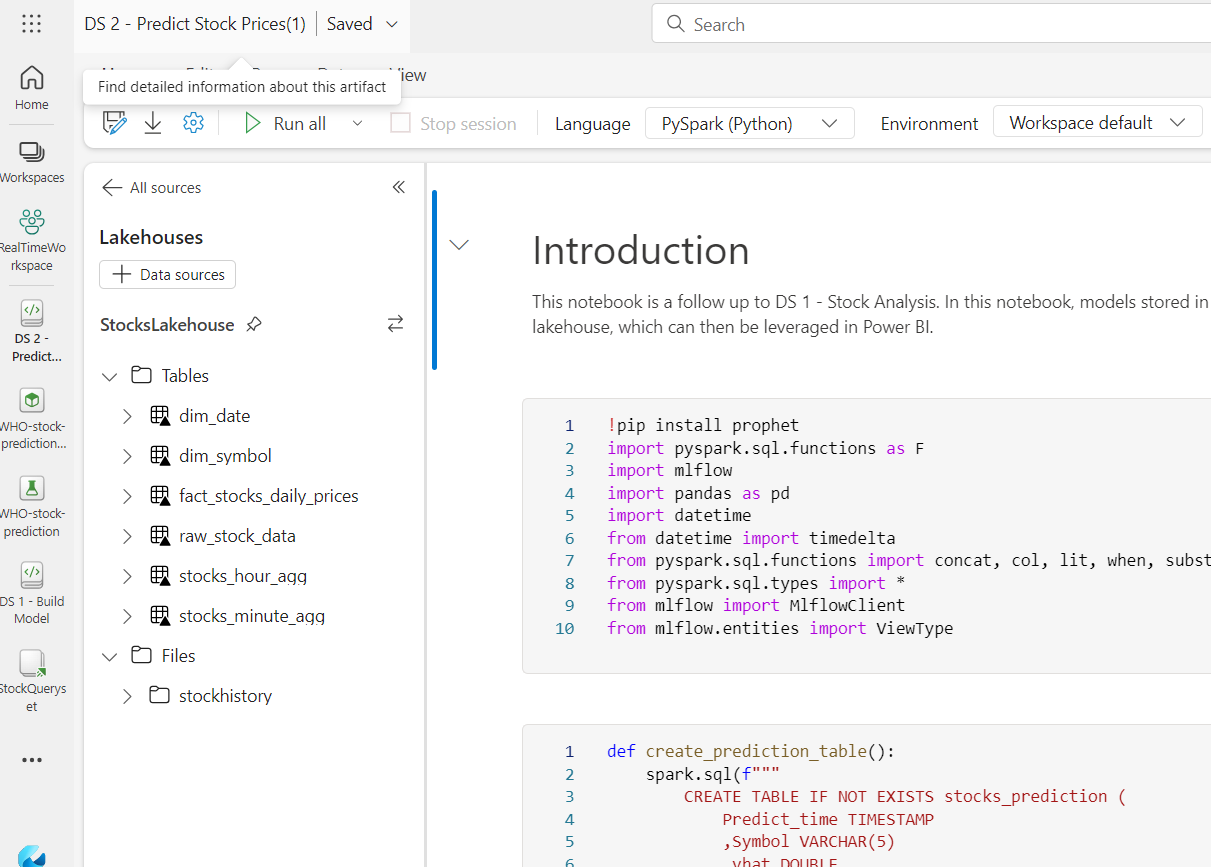 DS 2 - Predict Stock Prices(1) Saved
Search
View
Find detailed information about this artifact
Run all
Stop session
Language
PySpark (Python)
Environment
Workspace default
Home
Workspaces
RealTimeWo
rkspace
DS 2 -
Predict...
WHO-stock-
prediction...
WHO-stock-
prediction
DS 1 - Build
Model
StockQuerys
et
All sources
Lakehouses
Data sources
StocksLakehouse
Tables
dim_date
dim_symbol
fact_stocks_daily_prices
raw_stock_data
stocks_hour_agg
stocks_minute_agg
Files
stockhistory
Introduction
This notebook is a follow up to DS 1 - Stock Analysis. In this notebook, models stored in
lakehouse, which can then be leveraged in Power BI.
1 !pip install prophet
2 import pyspark.sql.functions as F
3 import mlflow
4 import pandas as pd
5 import datetime
6 from datetime import timedelta
7 from pyspark.sql.functions import concat, col, lit, when, subst
8 from pyspark.sql.types import *
9 from mlflow import MlflowClient
10 from mlflow.entities import ViewType
1 def create_prediction_table():
2 spark.sql(f"""
3 CREATE TABLE IF NOT EXISTS stocks_prediction (
4 Predict_time TIMESTAMP
5 ,Symbol VARCHAR(5)
6 ,yhat DOUBLE